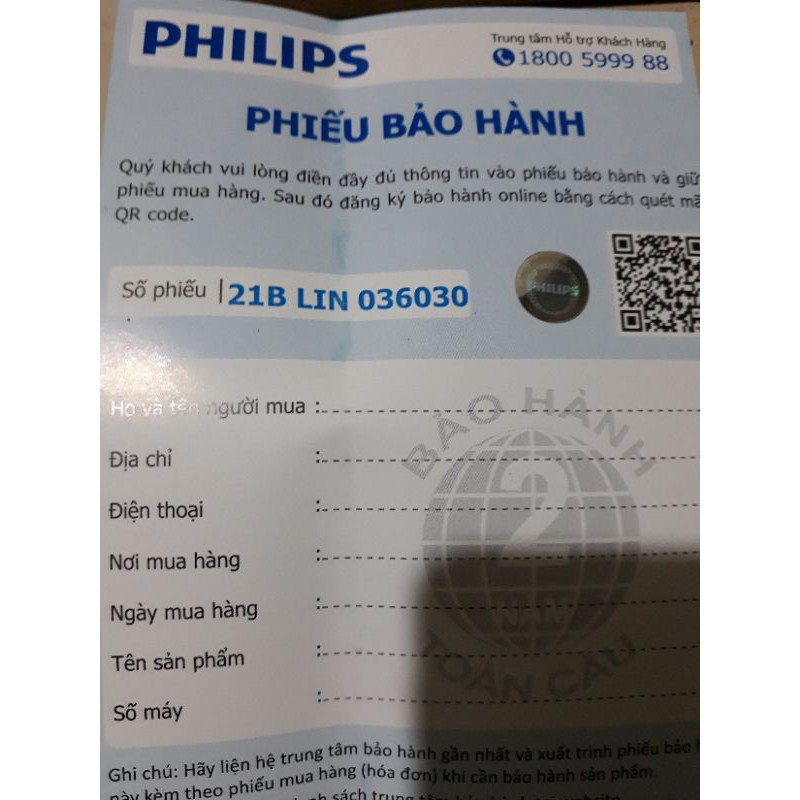 PHILIPS
Trung tâm Hỗ trợ Khách Hàng
1800 5999 88
PHIẾU BẢO HÀNH
Quý khách vui lòng điền đầy đủ thông tin vào phiếu bảo hành và giữ
phiếu mua hàng. Sau đó đăng ký bảo hành online bằng cách quét mã
QR code.
Số phiếu 21B LIN 036030
PHILIPS
Họ và tên người mua :
Địa chỉ :
Điện thoại :
Nơi mua hàng :
Ngày mua hàng :
Tên sản phẩm :
Số máy :
BẢO HÀNH
2
NĂM
TOÀN CẦU
Ghi chú: Hãy liên hệ trung tâm bảo hành gần nhất và xuất trình phiếu bảo
này kèm theo phiếu mua hàng (hóa đơn) khi cần bảo hành sản phẩm.
sách trung